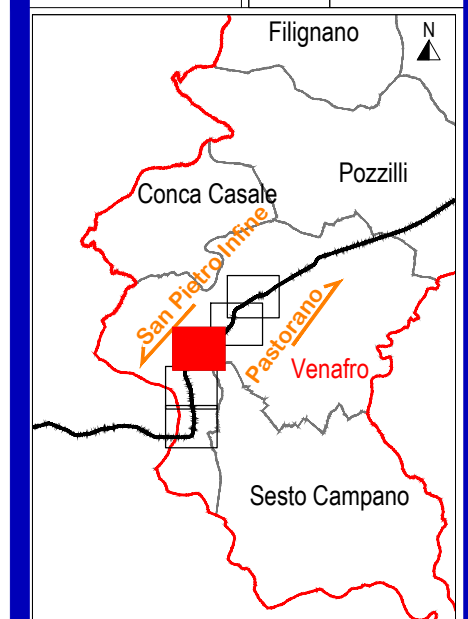 Filignano
N
Pozzilli
Conca Casale
San Pietro Infine
Pastorano
Venafro
Sesto Campano